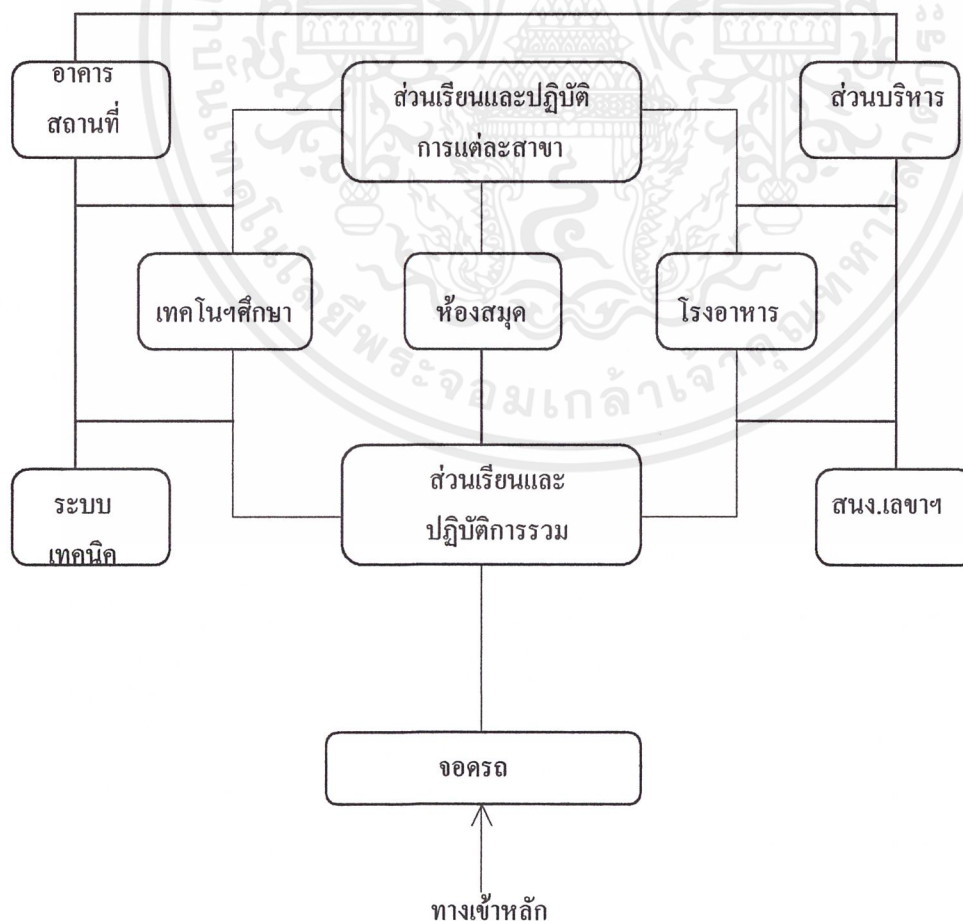 อาคาร
สถานที่
ส่วนเรียนและปฏิบัติ
การแต่ละสาขา
ส่วนบริหาร
เทคโนฯศึกษา
ห้องสมุด
โรงอาหาร
ระบบ
เทคนิค
ส่วนเรียนและ
ปฏิบัติการรวม
สนง.เลขาฯ
จอดรถ
ทางเข้าหลัก